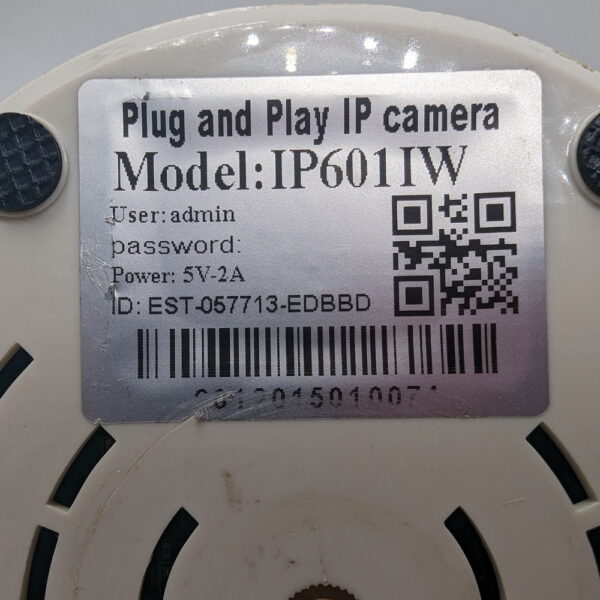 Plug and Play IP camera
Model:IP601IW
User: admin
password:
Power: 5V-2A
ID: EST-057713-EDBBD